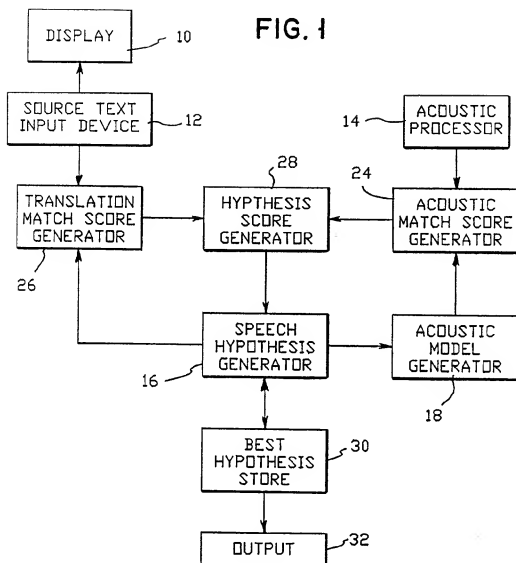 FIG. 1
DISPLAY
10
SOURCE TEXT
INPUT DEVICE
12
14
ACOUSTIC
PROCESSOR
28
24
TRANSLATION
MATCH SCORE
GENERATOR
26
HYPTHESIS
SCORE
GENERATOR
ACOUSTIC
MATCH SCORE
GENERATOR
SPEECH
HYPOTHESIS
GENERATOR
16
ACOUSTIC
MODEL
GENERATOR
18
BEST
HYPOTHESIS
STORE
30
OUTPUT
32